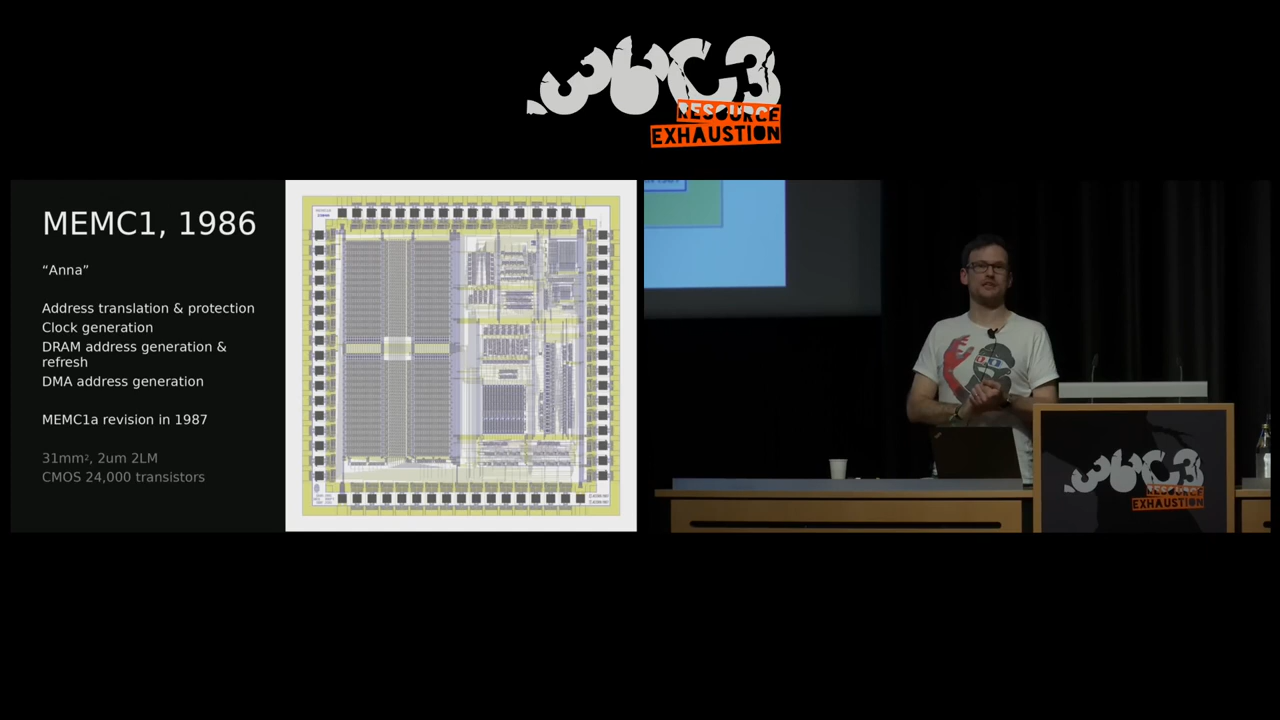 36C3
RESOURCE
EXHAUSTION
MEMC1, 1986
“Anna”
Address translation & protection
Clock generation
DRAM address generation &
refresh
DMA address generation
MEMC1a revision in 1987
31mm², 2um 2LM
CMOS 24,000 transistors
36C3
RESOURCE
EXHAUSTION